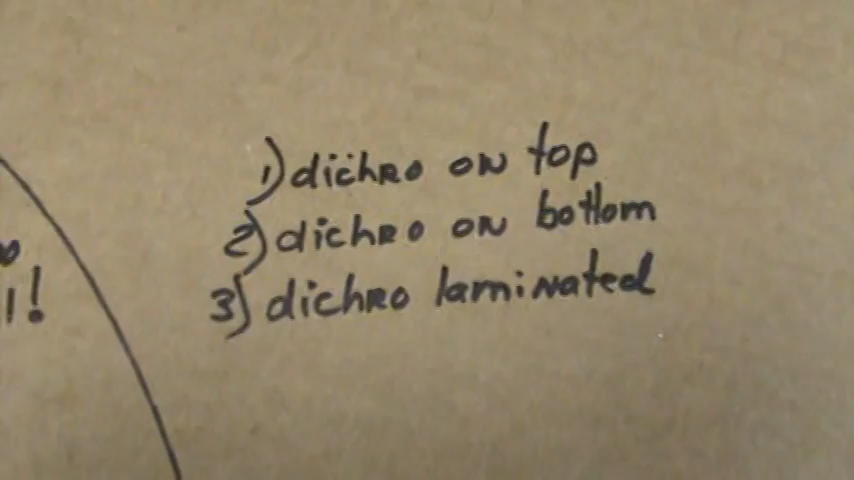 1) dichro on top
2) dichro on bottom
3) dichro laminated
!